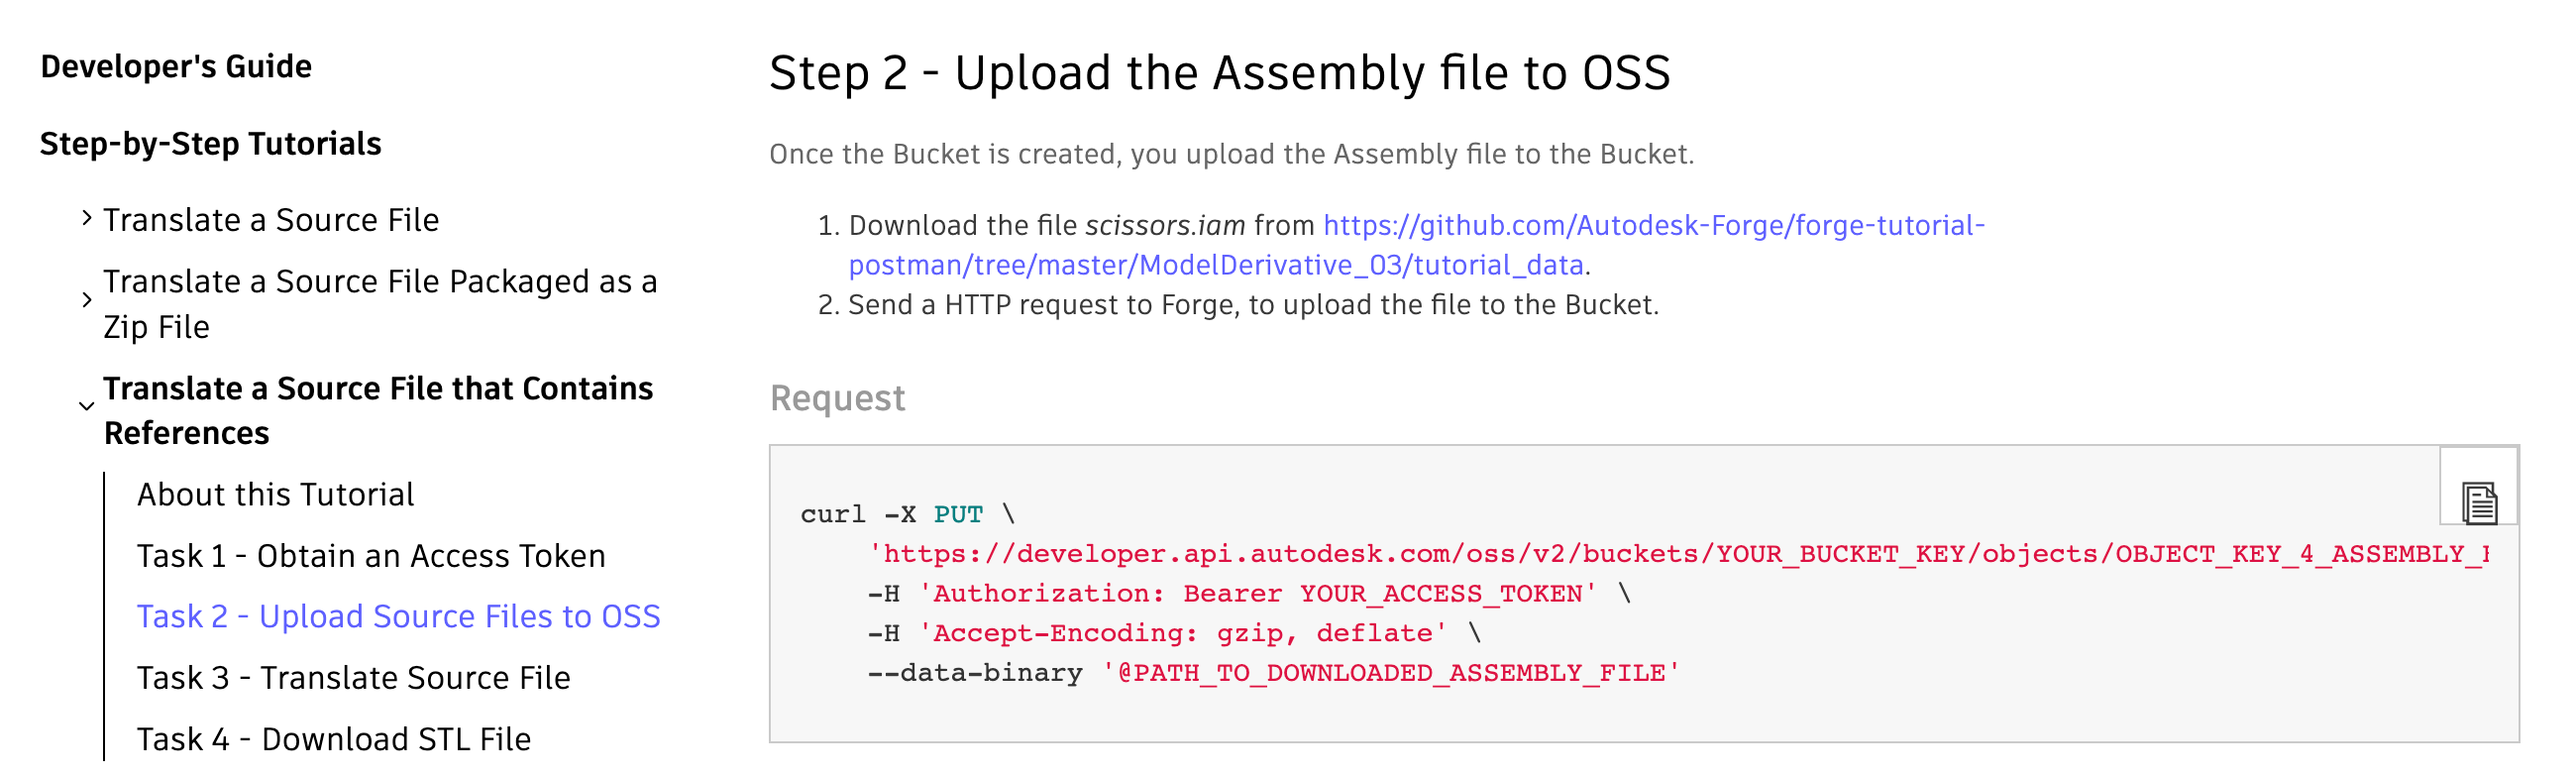 Developer's Guide
Step-by-Step Tutorials
Translate a Source File
Translate a Source File Packaged as a
Zip File
Translate a Source File that Contains
References
About this Tutorial
Task 1 - Obtain an Access Token
Task 2 - Upload Source Files to OSS
Task 3 - Translate Source File
Task 4 - Download STL File
Step 2 - Upload the Assembly file to OSS
Once the Bucket is created, you upload the Assembly file to the Bucket.
1. Download the file scissors.iam from https://github.com/Autodesk-Forge/forge-tutorial-
postman/tree/master/ModelDerivative_03/tutorial_data.
2. Send a HTTP request to Forge, to upload the file to the Bucket.
Request
curl -X PUT \
'https://developer.api.autodesk.com/oss/v2/buckets/YOUR_BUCKET_KEY/objects/OBJECT_KEY_4_ASSEMBLY_
-H 'Authorization: Bearer YOUR_ACCESS_TOKEN' \
-H 'Accept-Encoding: gzip, deflate' \
--data-binary '@PATH_TO_DOWNLOADED_ASSEMBLY_FILE'